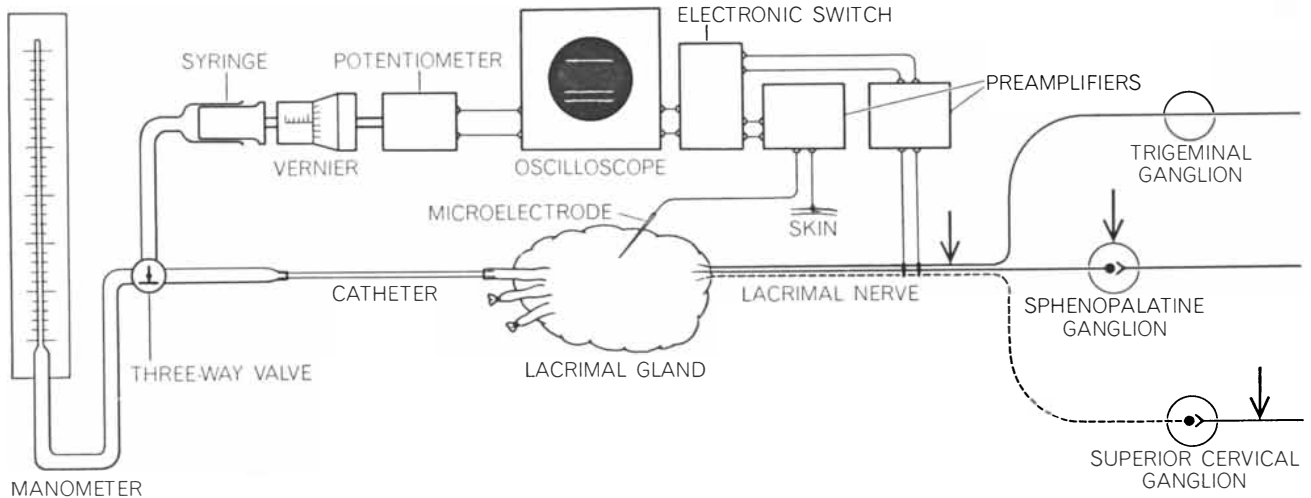 ELECTRONIC SWITCH
SYRINGE
POTENTIOMETER
PREAMPLIFIERS
VERNIER
OSCILLOSCOPE
TRIGEMINAL
GANGLION
MICROELECTRODE
SKIN
CATHETER
LACRIMAL NERVE
SPHENOPALATINE
GANGLION
THREE-WAY VALVE
LACRIMAL GLAND
SUPERIOR CERVICAL
GANGLION
MANOMETER